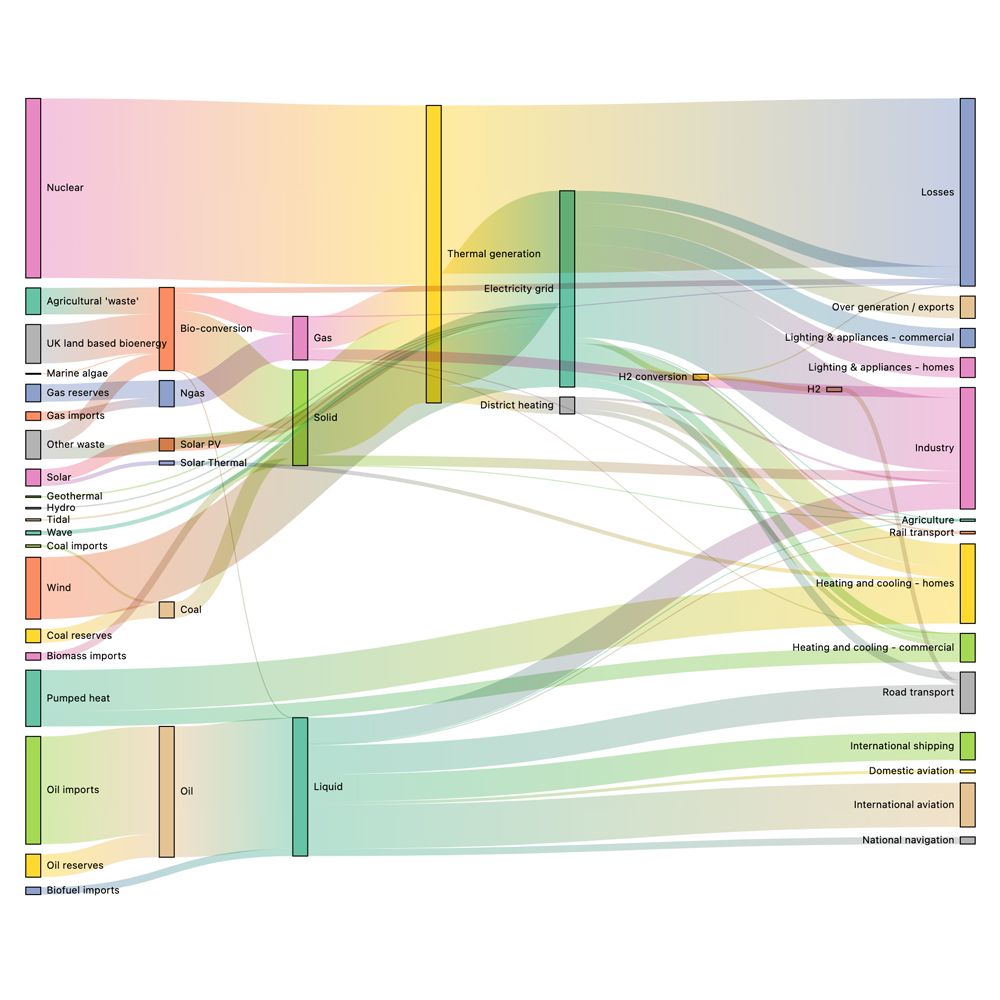 Nuclear
Agricultural 'waste'
UK land based bioenergy
Marine algae
Gas reserves
Gas imports
Other waste
Solar
Geothermal
Hydro
Tidal
Wave
Coal imports
Wind
Coal reserves
Biomass imports
Pumped heat
Oil imports
Oil reserves
Biofuel imports
Bio-conversion
Ngas
Solar PV
Solar Thermal
Coal
Oil
Gas
Solid
Liquid
Thermal generation
Electricity grid
District heating
H2 conversion
H2
Losses
Over generation / exports
Lighting & appliances - commercial
Lighting & appliances - homes
Industry
Agriculture
Rail transport
Heating and cooling - homes
Heating and cooling - commercial
Road transport
International shipping
Domestic aviation
International aviation
National navigation